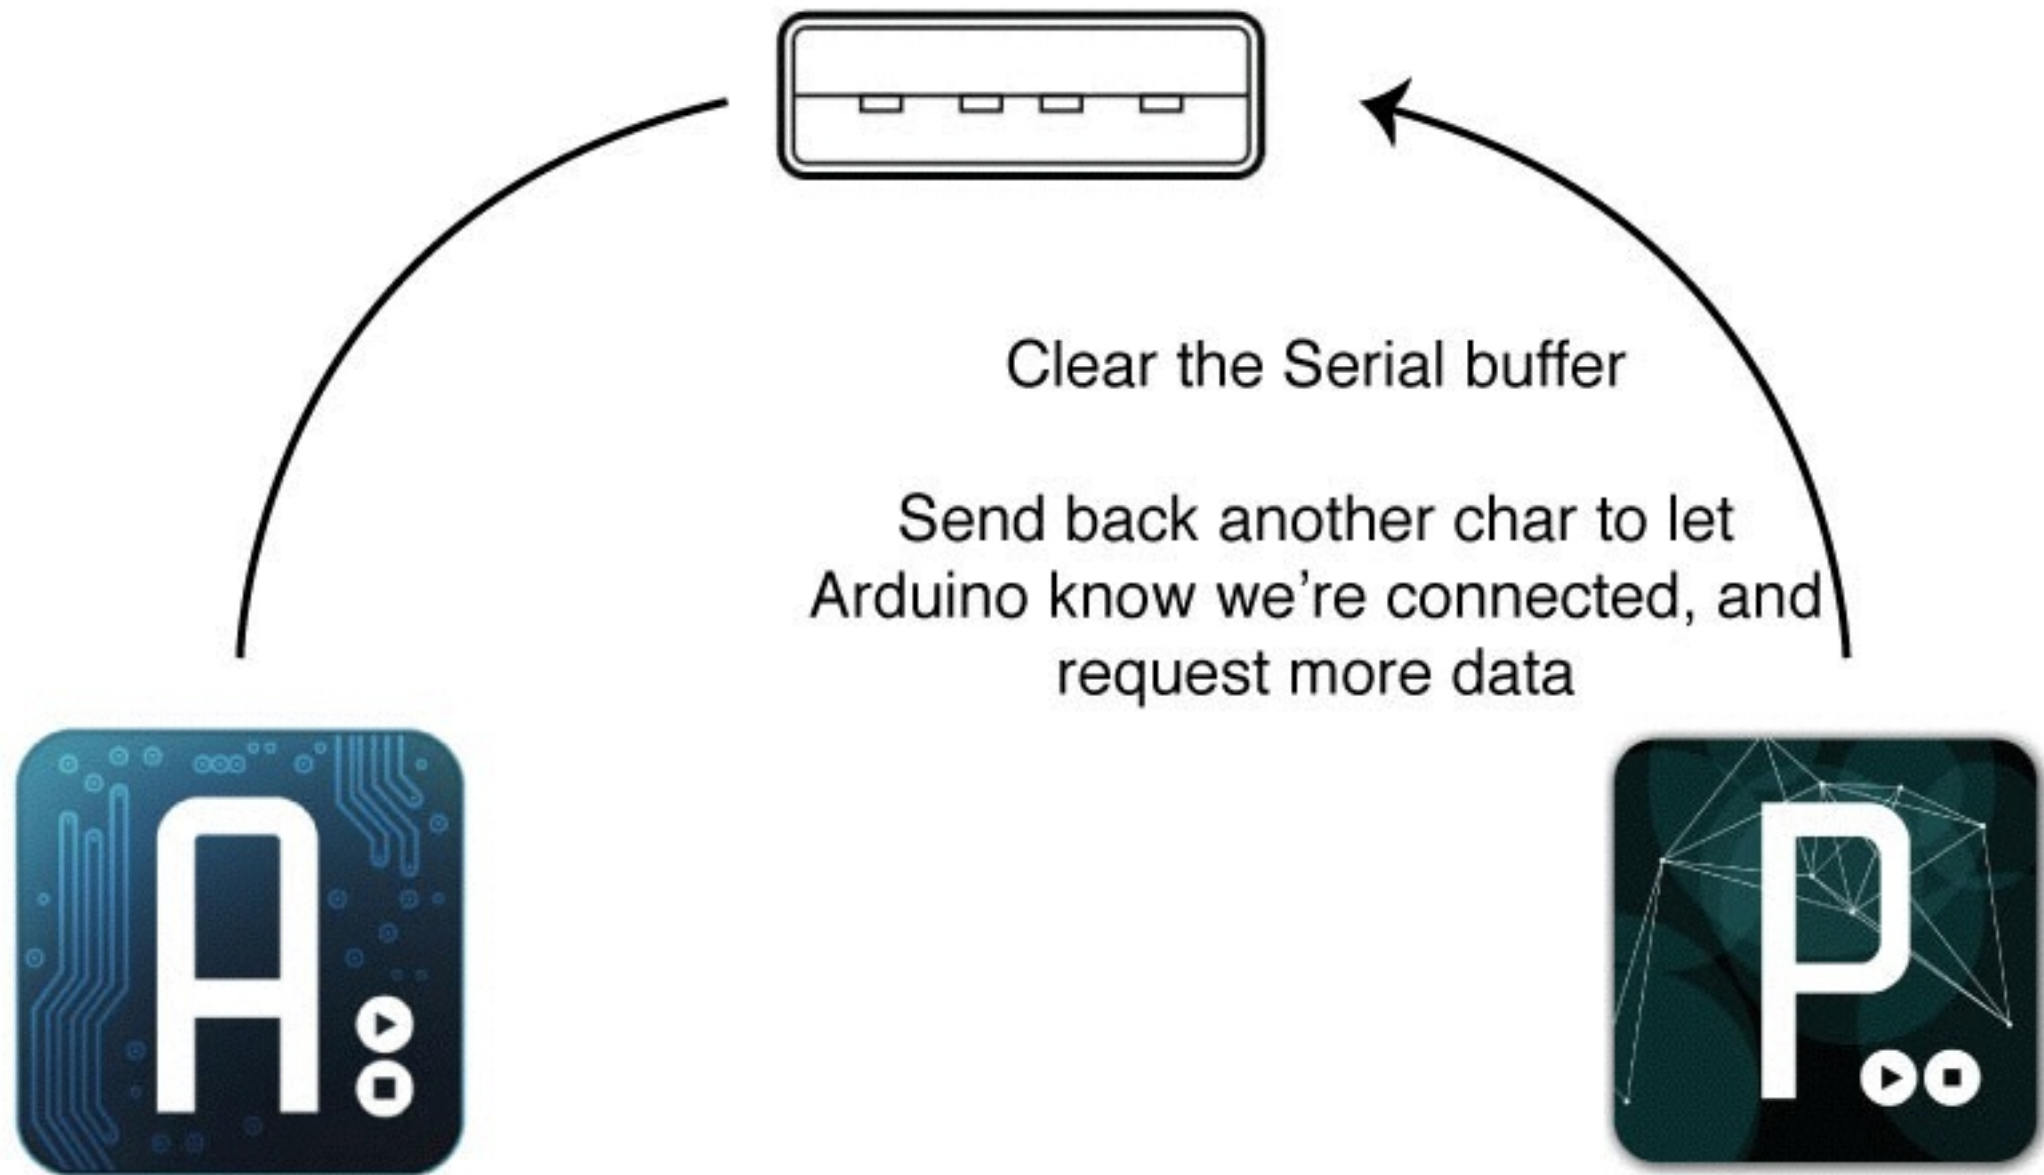 Clear the Serial buffer
Send back another char to let
Arduino know we're connected, and
request more data
A
P